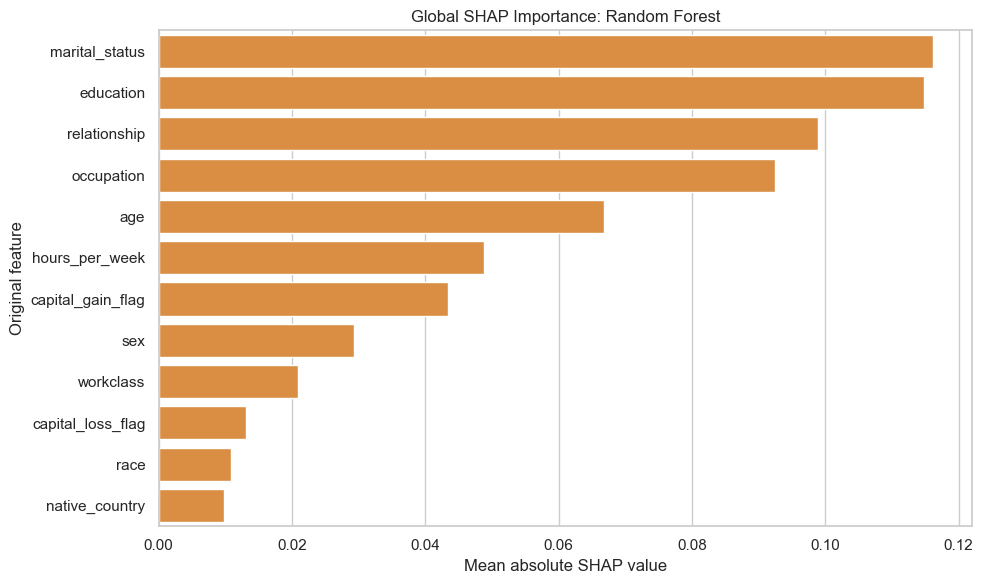 Global SHAP Importance: Random Forest
marital_status
education
relationship
occupation
age
hours_per_week
capital_gain_flag
sex
workclass
capital_loss_flag
race
native_country
Original feature
0.00 0.02 0.04 0.06 0.08 0.10 0.12
Mean absolute SHAP value